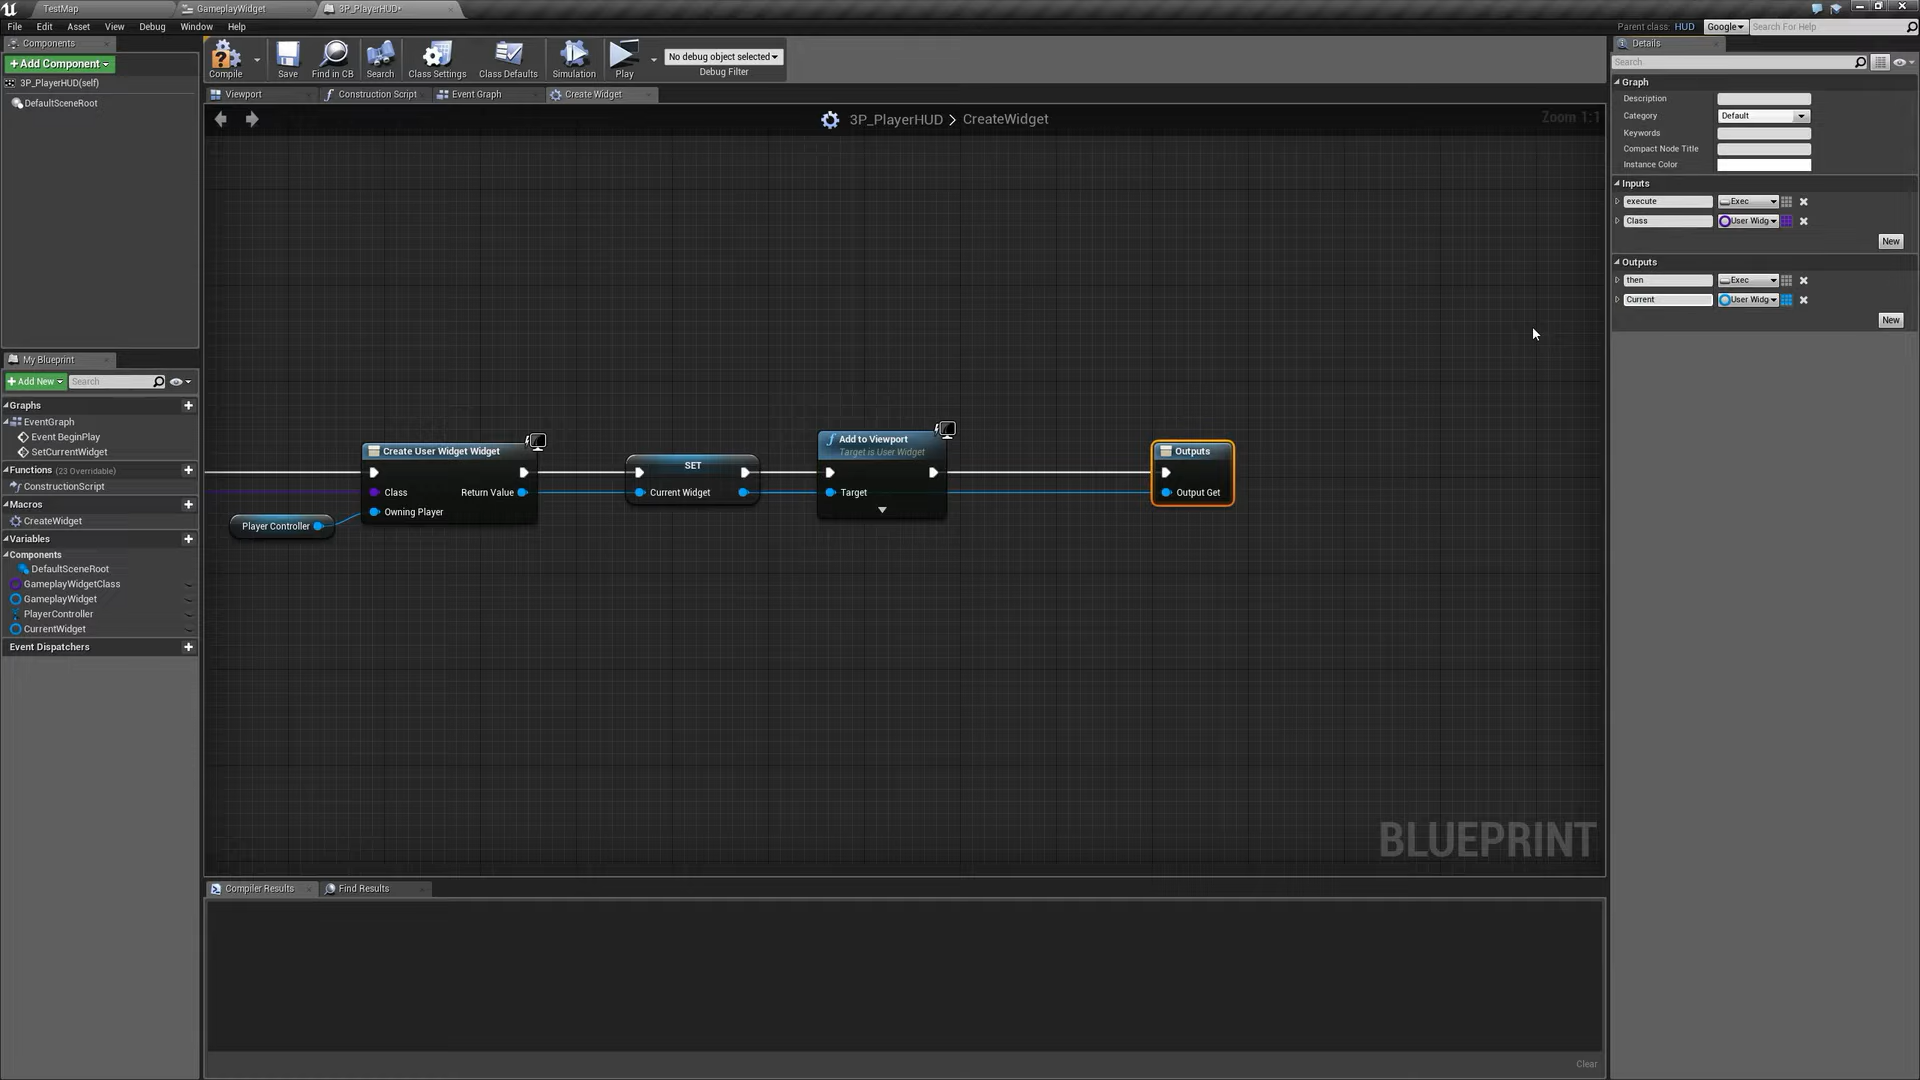 TestMap
GameplayWidget
3P_PlayerHUD*
File Edit Asset View Debug Window Help
Parent class: HUD Google Search For Help
Components
+Add Component
3P_PlayerHUD(self)
DefaultSceneRoot
Compile
Save
Find in CB
Search
Class Settings
Class Defaults
Simulation
Play
No debug object selected
Debug Filter
Viewport
Construction Script
Event Graph
Create Widget
3P_PlayerHUD > CreateWidget
Zoom 1:1
Create User Widget Widget
Class
Return Value
Owning Player
Player Controller
SET
Current Widget
Add to Viewport
Target is User Widget
Target
Outputs
Output Get
BLUEPRINT
My Blueprint
+Add New
Search
Graphs
EventGraph
Event BeginPlay
SetCurrentWidget
Functions (23 Overridable)
ConstructionScript
Macros
CreateWidget
Variables
Components
DefaultSceneRoot
GameplayWidgetClass
GameplayWidget
PlayerController
CurrentWidget
Event Dispatchers
Compiler Results
Find Results
Clear
Details
Search
Graph
Description
Category Default
Keywords
Compact Node Title
Instance Color
Inputs
execute Exec
Class User Widg
New
Outputs
then Exec
Current User Widg
New